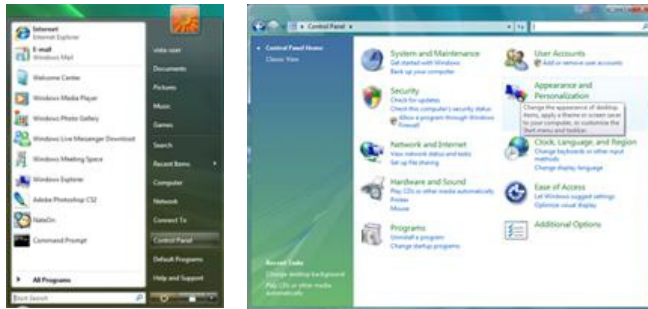 Internet
Internet Explorer
E-mail
Windows Mail
Welcome Center
Windows Media Player
Windows Photo Gallery
Windows Live Messenger Download
Windows Meeting Space
Windows Explorer
Adobe Photoshop CS2
NateOn
Command Prompt
All Programs
Start Search
vista user
Documents
Pictures
Music
Games
Search
Recent Items
Computer
Network
Connect To
Control Panel
Default Programs
Help and Support
Control Panel
Control Panel Home
Classic View
Recent Tasks
Change desktop background
Play CDs or other media
automatically
System and Maintenance
Get started with Windows
Back up your computer
Security
Check for updates
Check this computer's security status
Allow a program through Windows
Firewall
Network and Internet
View network status and tasks
Set up file sharing
Hardware and Sound
Play CDs or other media automatically
Printer
Mouse
Programs
Uninstall a program
Change startup programs
User Accounts
Add or remove user accounts
Appearance and
Personalization
Change the appearance of desktop
items, apply a theme or screen saver
to your computer, or customize the
Start menu and taskbar.
Clock, Language, and Region
Change keyboards or other input
methods
Change display language
Ease of Access
Let Windows suggest settings
Optimize visual display
Additional Options